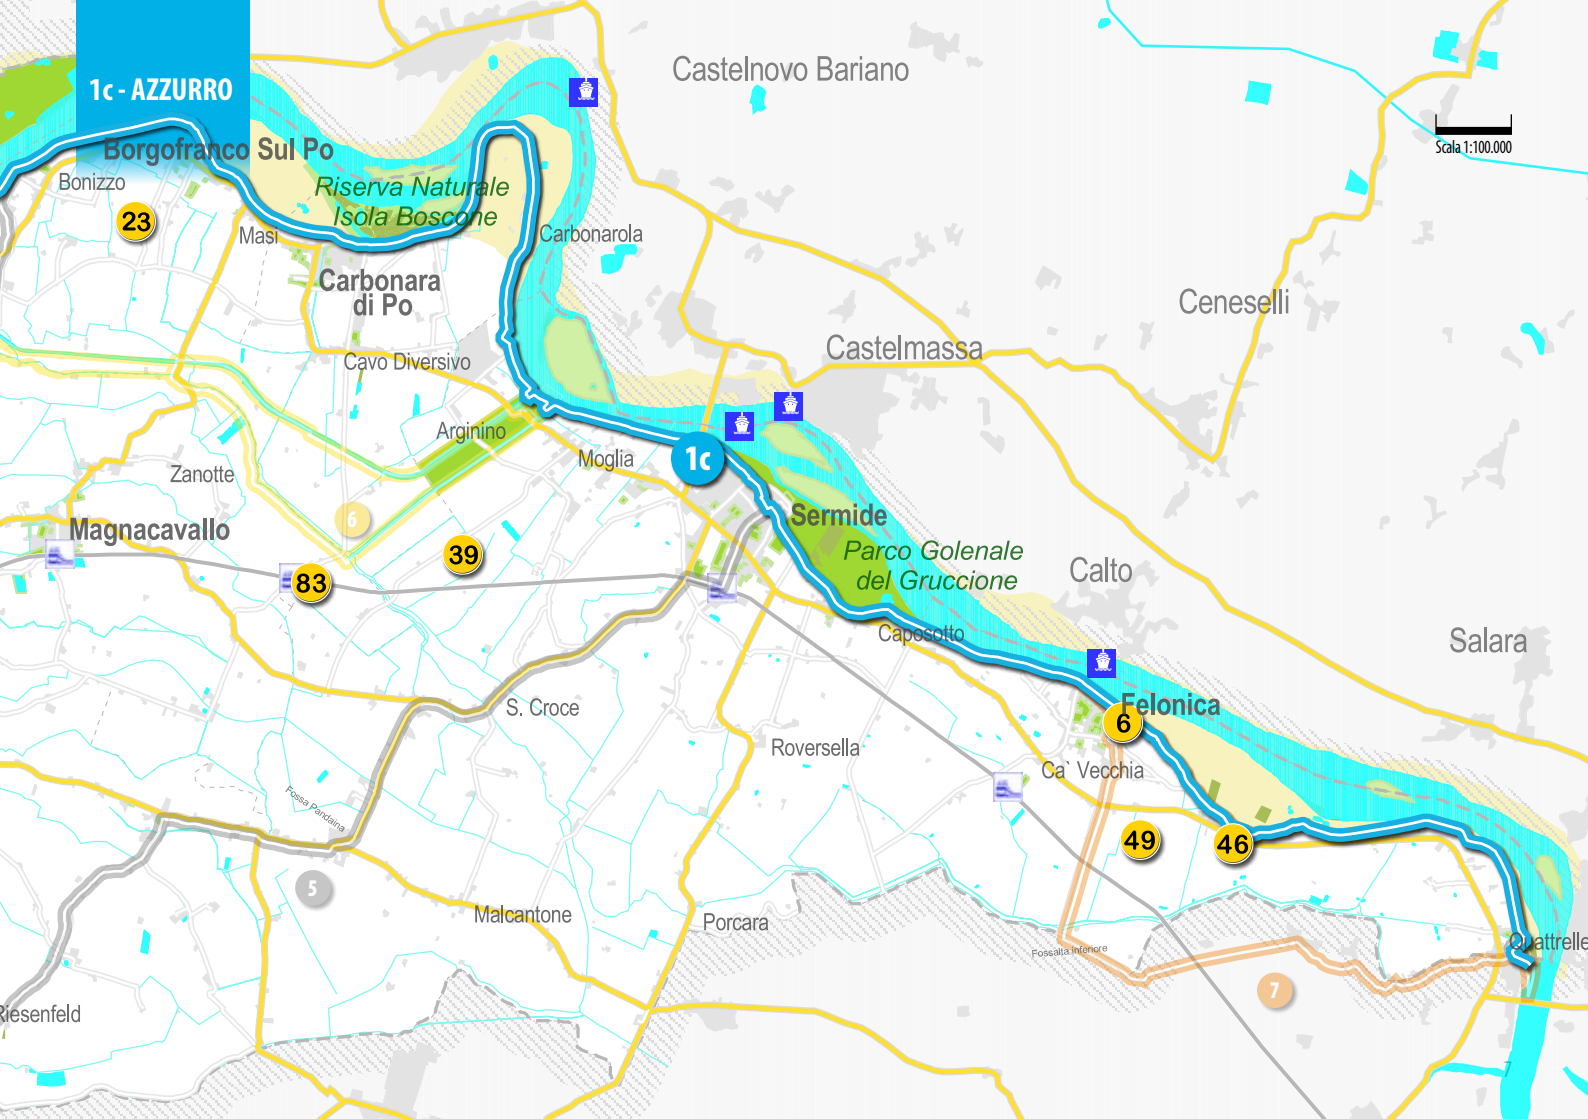 1c - AZZURRO
Castelnovo Bariano
Scala 1:100.000
Borgofranco Sul Po
Bonizzo
Riserva Naturale
Isola Boscone
23
Masi
Carbonarola
Carbonara
di Po
Ceneselli
Castelmassa
Cavo Diversivo
Arginino
Moglia
1c
Zanotte
6
Magnacavallo
Sermide
39
83
Parco Golenale
del Gruccione
Calto
Caposotto
Salara
S. Croce
Felonica
6
Roversella
Ca` Vecchia
Fossa Pandaina
49
46
5
Malcantone
Porcara
Fossalta Inferiore
Quattrelle
7
Riesenfeld